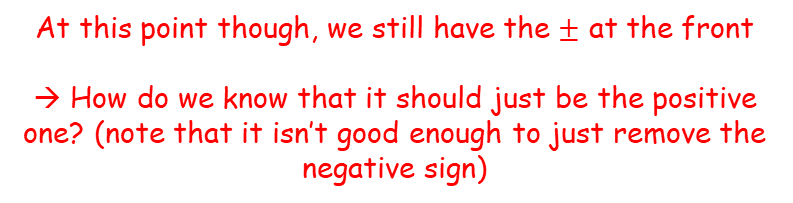 At this point though, we still have the ± at the front
→ How do we know that it should just be the positive
one? (note that it isn't good enough to just remove the
negative sign)